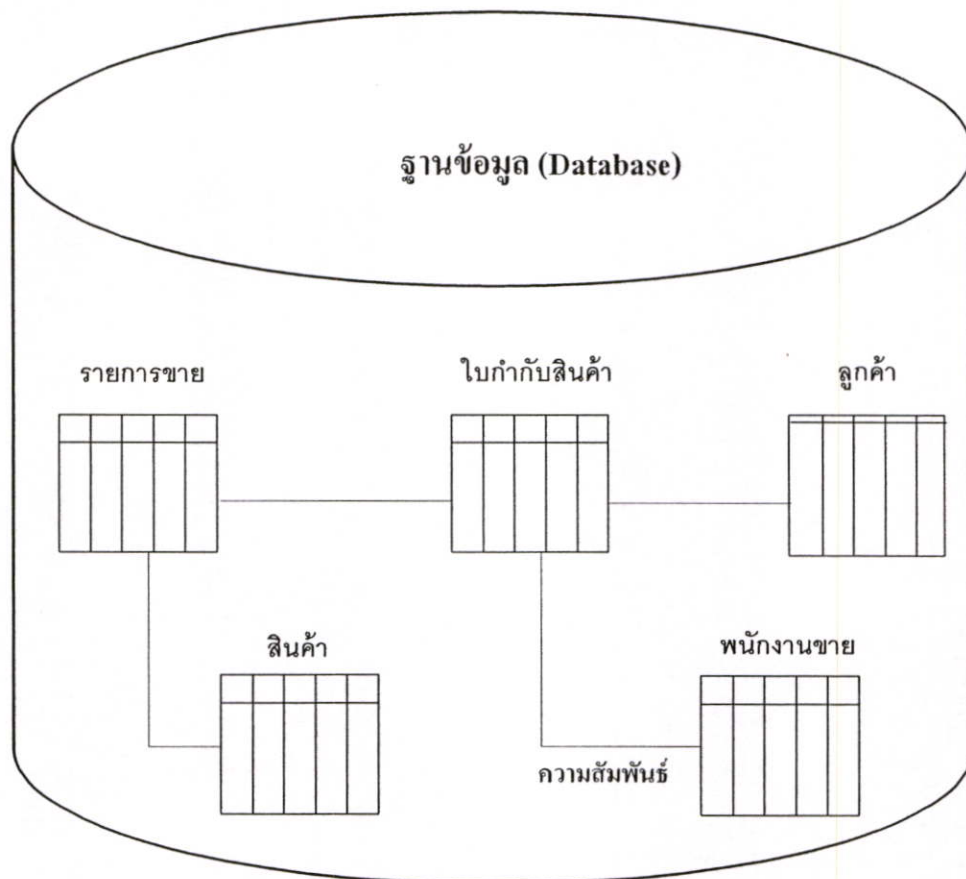 ฐานข้อมูล (Database)
รายการขาย
ใบกำกับสินค้า
ลูกค้า
สินค้า
พนักงานขาย
ความสัมพันธ์